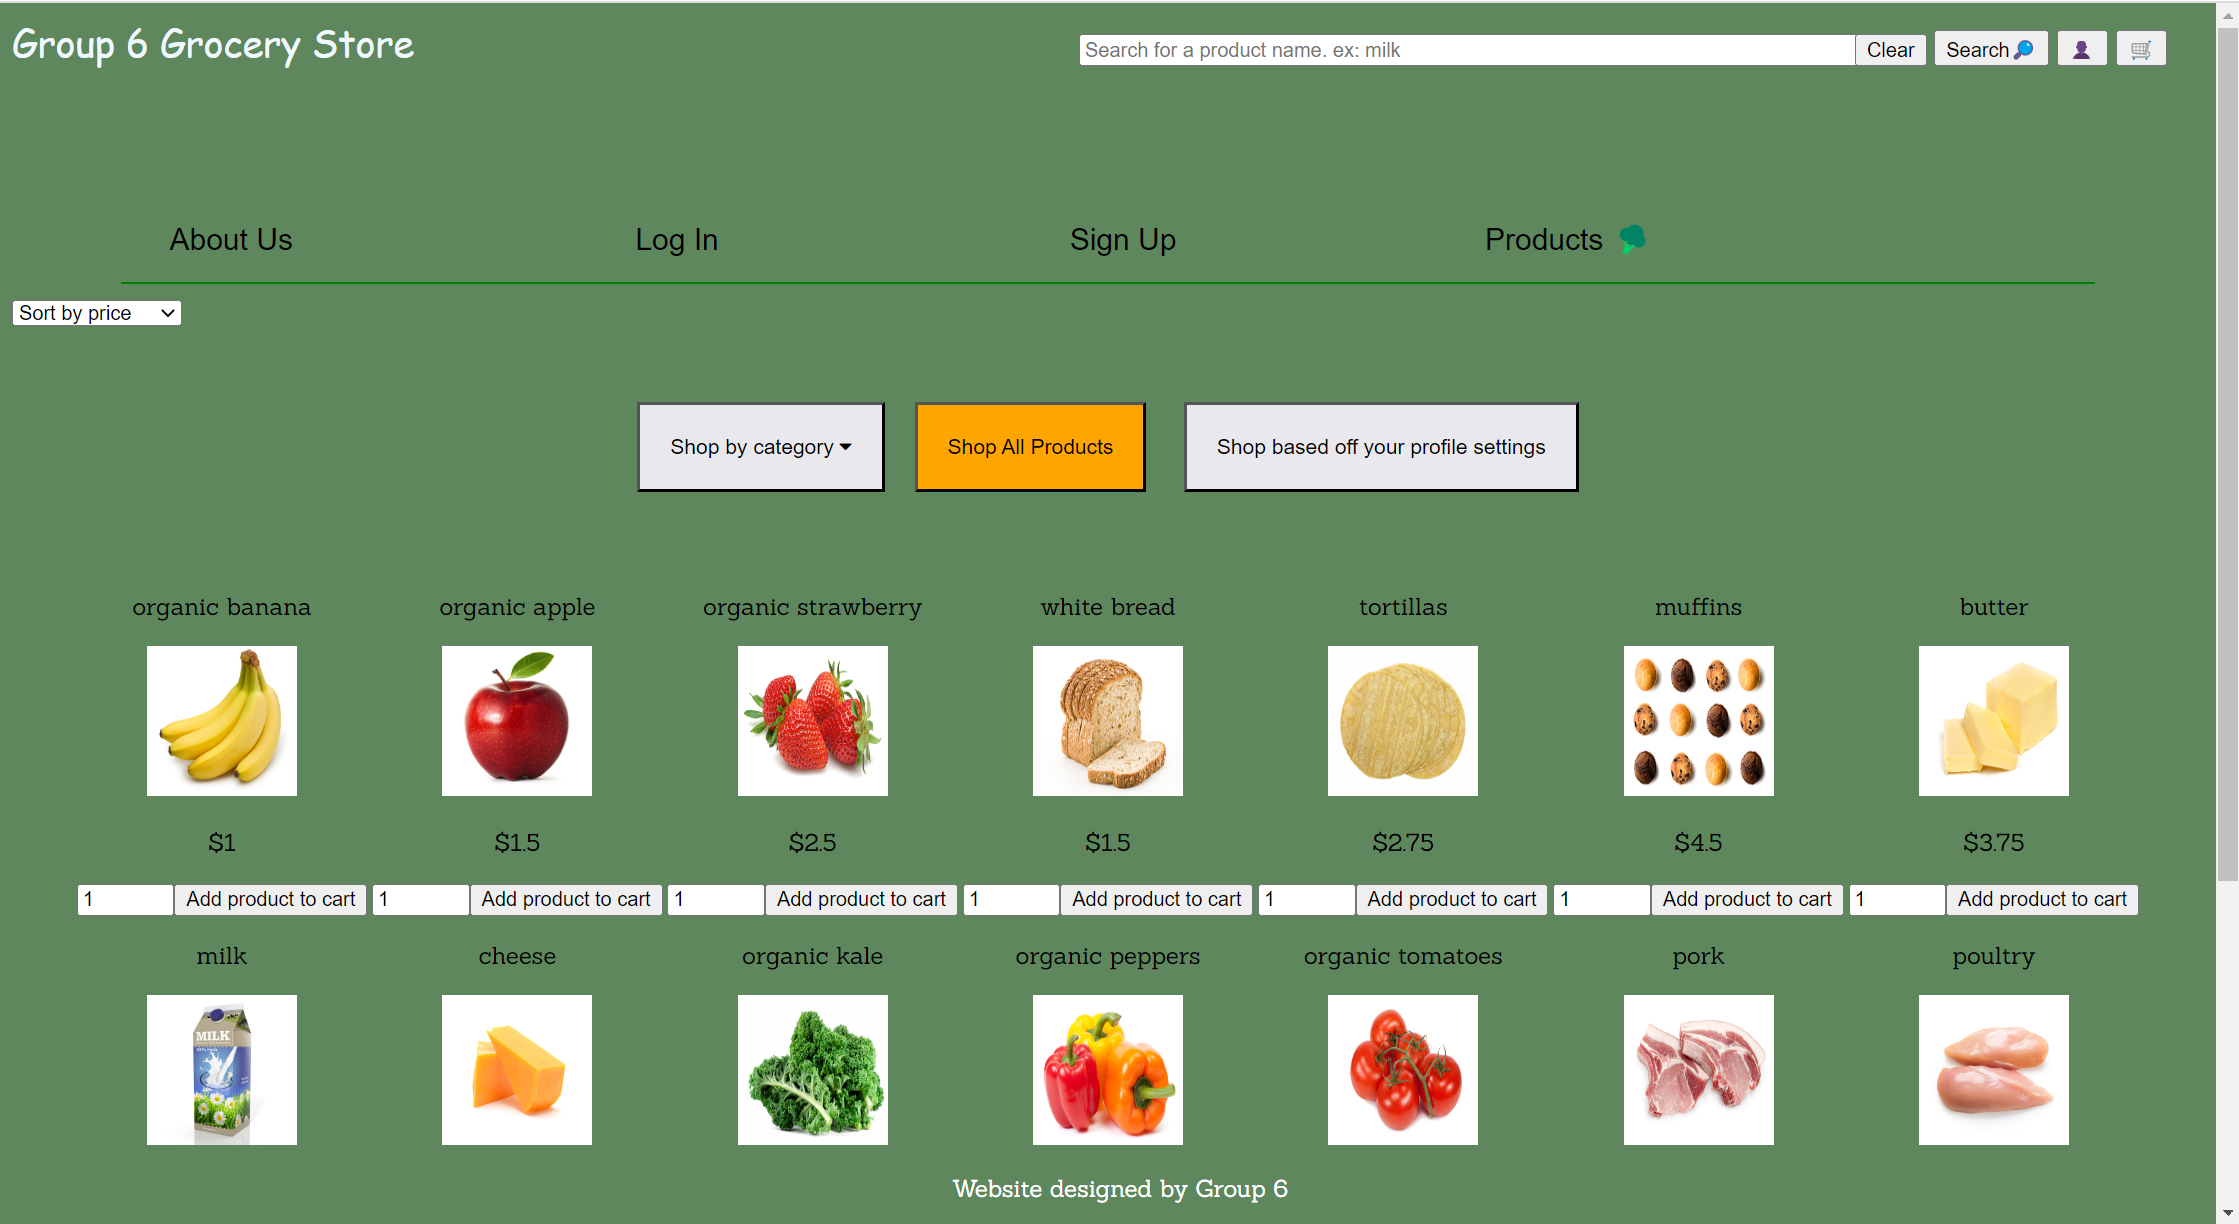 Group 6 Grocery Store
Search for a product name. ex: milk Clear Search
About Us Log In Sign Up Products
Sort by price
Shop by category Shop All Products Shop based off your profile settings
organic banana organic apple organic strawberry white bread tortillas muffins butter
$1 $1.5 $2.5 $1.5 $2.75 $4.5 $3.75
1 Add product to cart 1 Add product to cart 1 Add product to cart 1 Add product to cart 1 Add product to cart 1 Add product to cart 1 Add product to cart
milk cheese organic kale organic peppers organic tomatoes pork poultry
MILK
Website designed by Group 6